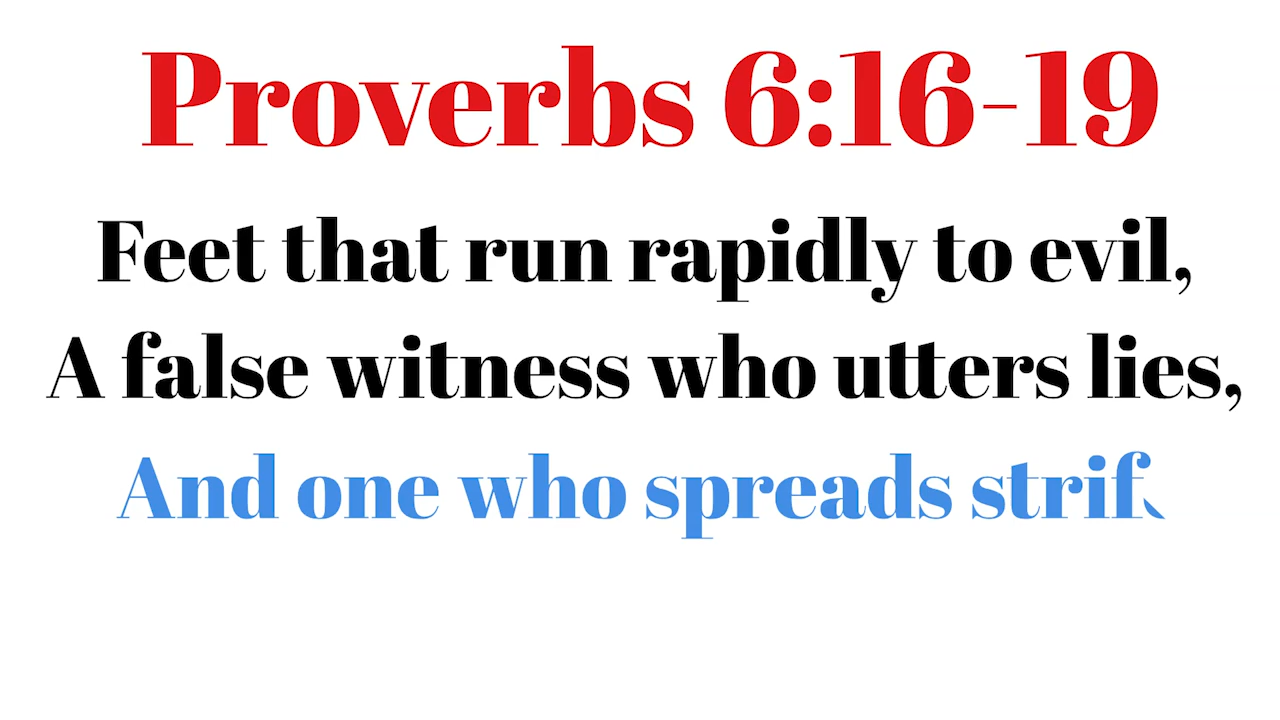 Proverbs 6:16-19
Feet that run rapidly to evil,
A false witness who utters lies,
And one who spreads strif